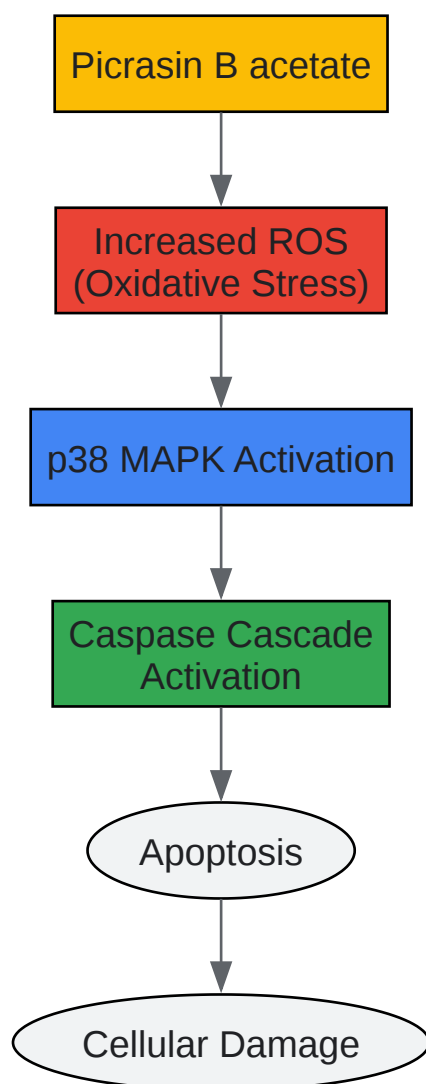 Picrasin B acetate
Increased ROS
(Oxidative Stress)
p38 MAPK Activation
Caspase Cascade
Activation
Apoptosis
Cellular Damage